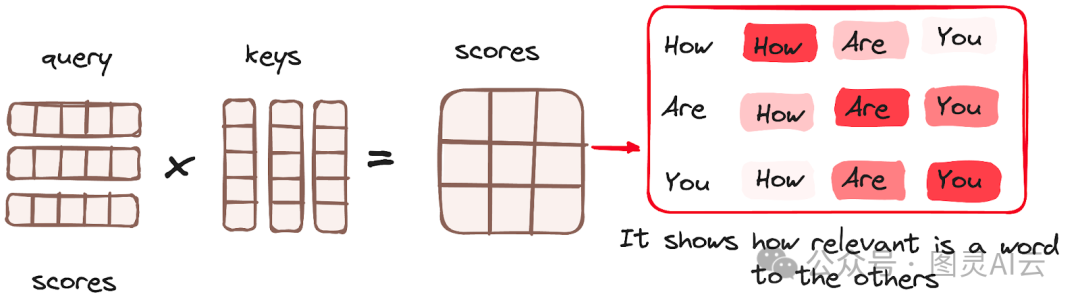 query
keys
scores
How How Are You
Are How Are You
You How Are You
It shows how relevant is a word
to the others
公众号 · 图灵AI云
scores